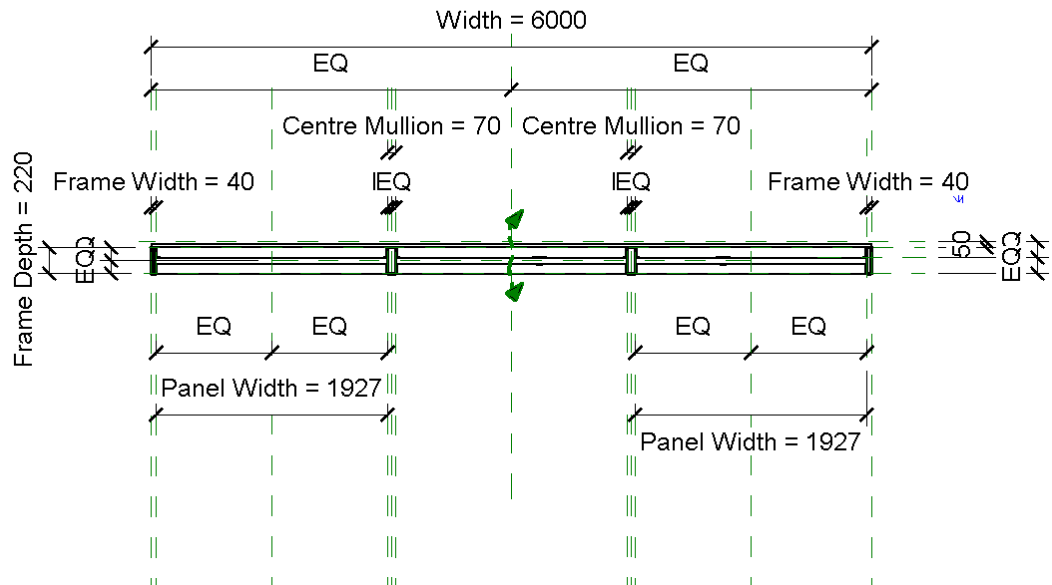 Width = 6000
EQ
EQ
Centre Mullion = 70
Centre Mullion = 70
Frame Width = 40
EQ
EQ
Frame Width = 40
Frame Depth = 220
EQ
50
EQ
EQ
EQ
EQ
EQ
Panel Width = 1927
Panel Width = 1927